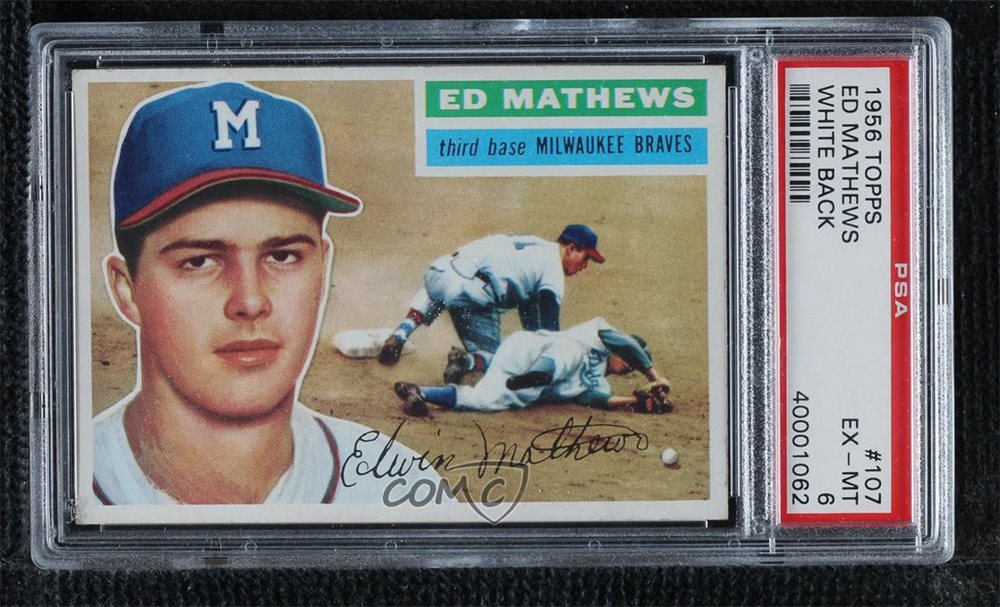 M
ED MATHEWS
third base MILWAUKEE BRAVES
Edwin Mathews
COMC
1956 TOPPS
ED MATHEWS
WHITE BACK
PSA
#107
EX – MT
6
40001062